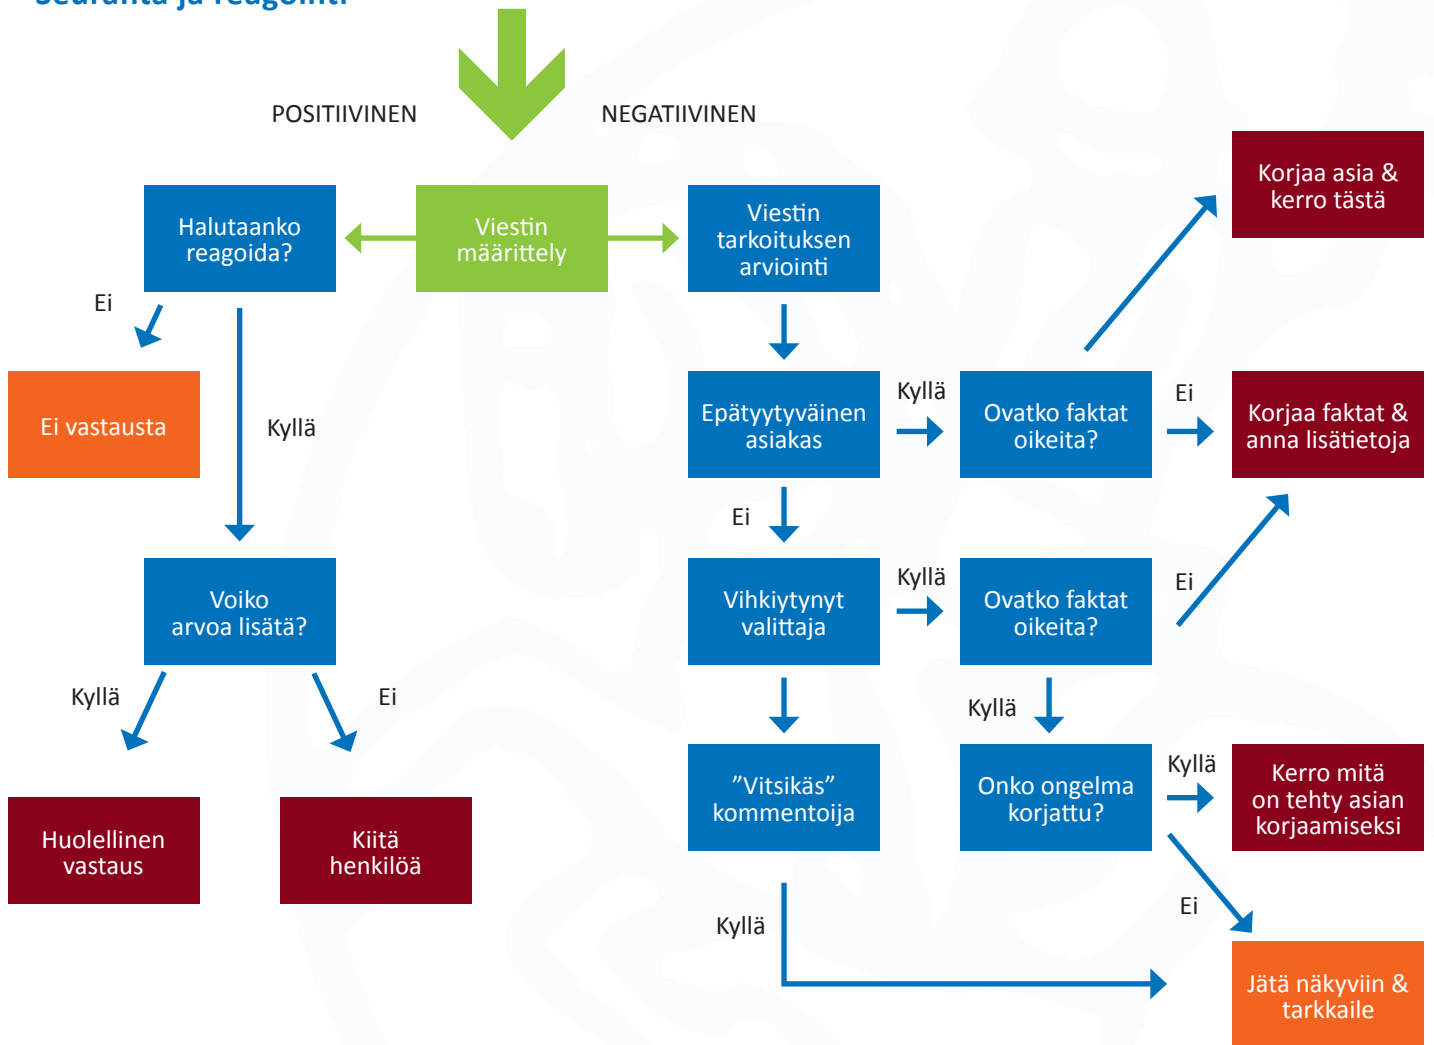 Seuranta ja reagointi
POSITIIVINEN
NEGATIIVINEN
Korjaa asia &
kerro tästä
Halutaanko
reagoida?
Viestin
määrittely
Viestin
tarkoituksen
arviointi
Ei
Ei vastausta
Kyllä
Epätyytyväinen
asiakas
Kyllä
Ovatko faktat
oikeita?
Ei
Korjaa faktat &
anna lisätietoja
Ei
Voiko
arvoa lisätä?
Vihkiytynyt
valittaja
Kyllä
Ovatko faktat
oikeita?
Ei
Kyllä
Ei
Kyllä
Huolellinen
vastaus
Kiitä
henkilöä
”Vitsikäs”
kommentoija
Onko ongelma
korjattu?
Kyllä
Kerro mitä
on tehty asian
korjaamiseksi
Kyllä
Ei
Jätä näkyviin &
tarkkaile